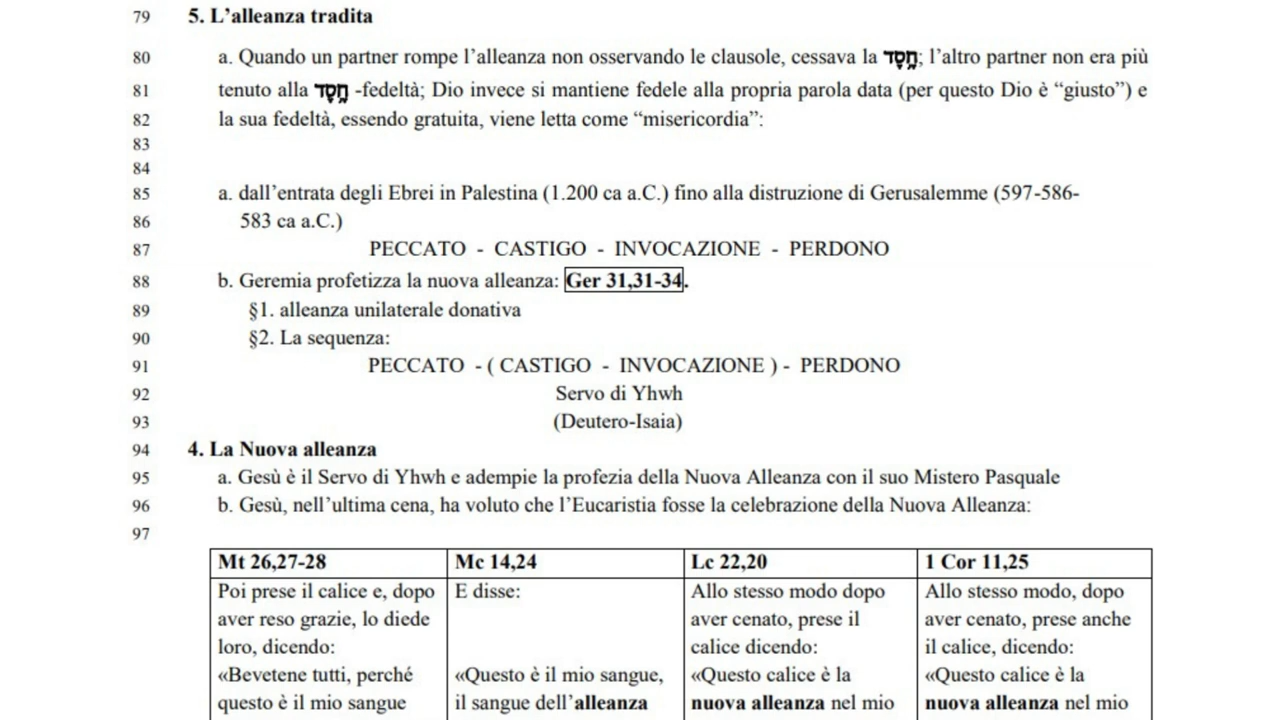 79 5. L’alleanza tradita
80 a. Quando un partner rompe l’alleanza non osservando le clausole, cessava la חֶסֶד; l’altro partner non era più
81 tenuto alla חֶסֶד -fedeltà; Dio invece si mantiene fedele alla propria parola data (per questo Dio è “giusto”) e
82 la sua fedeltà, essendo gratuita, viene letta come “misericordia”:
83
84
85 a. dall’entrata degli Ebrei in Palestina (1.200 ca a.C.) fino alla distruzione di Gerusalemme (597-586-
86 583 ca a.C.)
87 PECCATO - CASTIGO - INVOCAZIONE - PERDONO
88 b. Geremia profetizza la nuova alleanza: Ger 31,31-34.
89 §1. alleanza unilaterale donativa
90 §2. La sequenza:
91 PECCATO - ( CASTIGO - INVOCAZIONE ) - PERDONO
92 Servo di Yhwh
93 (Deutero-Isaia)
94 4. La Nuova alleanza
95 a. Gesù è il Servo di Yhwh e adempie la profezia della Nuova Alleanza con il suo Mistero Pasquale
96 b. Gesù, nell’ultima cena, ha voluto che l’Eucaristia fosse la celebrazione della Nuova Alleanza:
97
Mt 26,27-28
Poi prese il calice e, dopo
aver reso grazie, lo diede
loro, dicendo:
«Bevetene tutti, perché
questo è il mio sangue
Mc 14,24
E disse:
«Questo è il mio sangue,
il sangue dell’alleanza
Lc 22,20
Allo stesso modo dopo
aver cenato, prese il
calice dicendo:
«Questo calice è la
nuova alleanza nel mio
1 Cor 11,25
Allo stesso modo, dopo
aver cenato, prese anche
il calice, dicendo:
«Questo calice è la
nuova alleanza nel mio